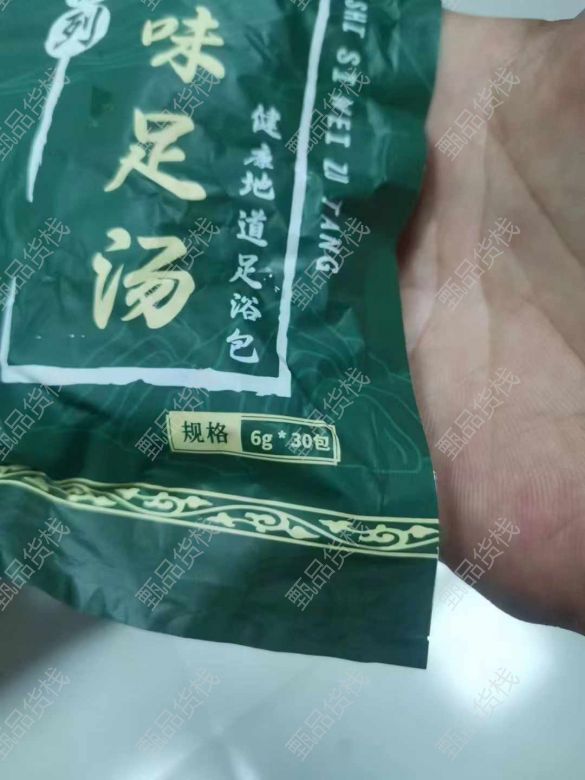 列
味足汤
健康地道足浴包
SHI SI WEI ZU TANG
规格 6g * 30包
甄品货栈